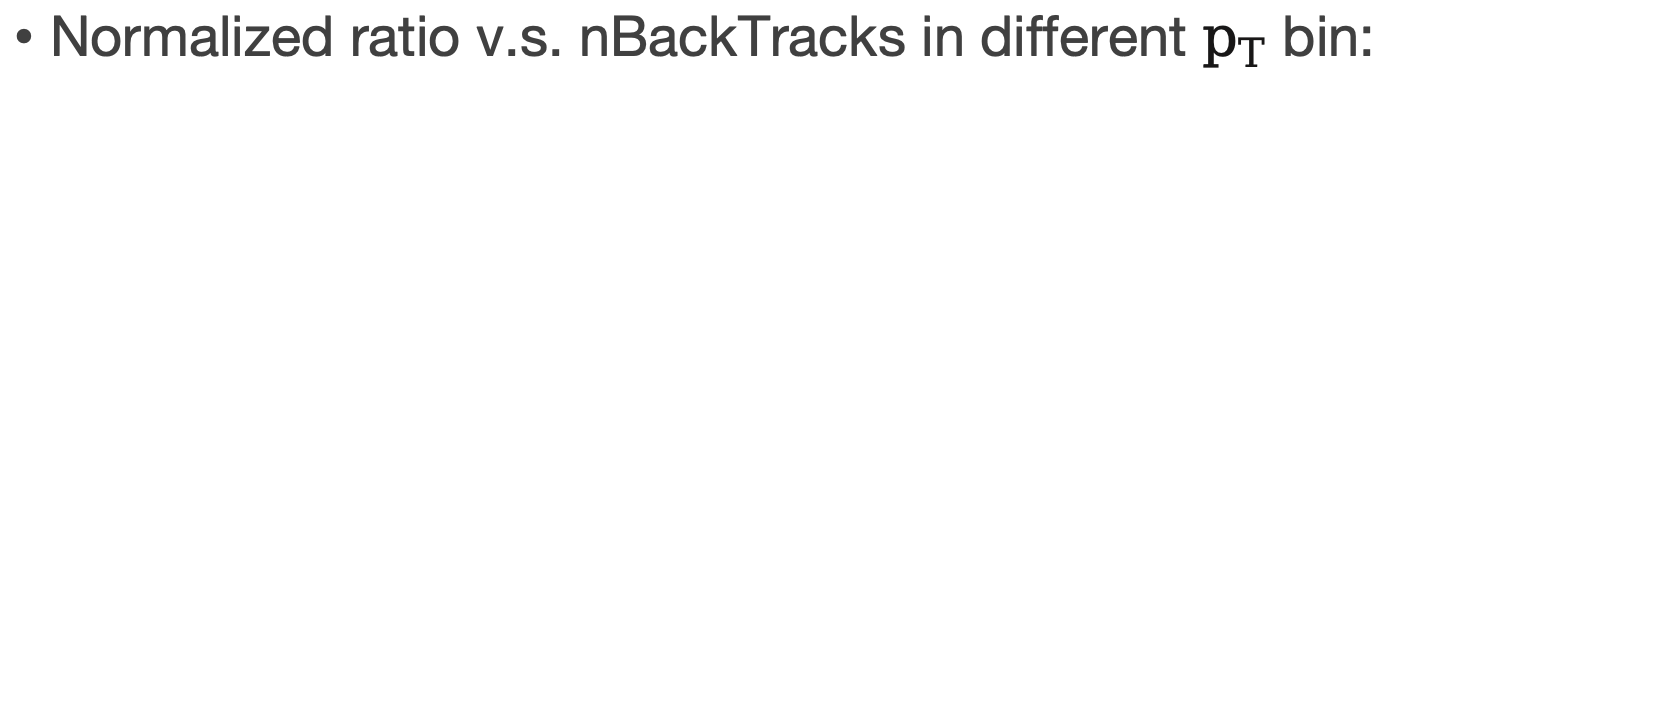 • Normalized ratio v.s. nBackTracks in different pT bin: